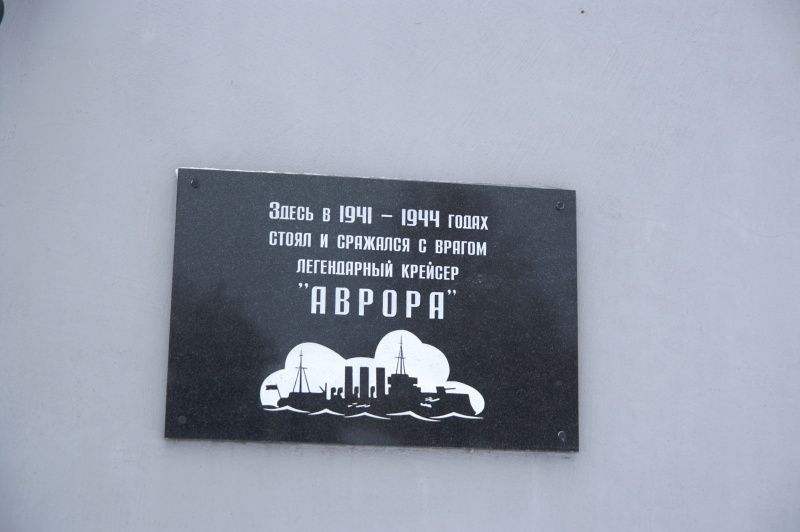 Здесь в 1941 – 1944 годах
стоял и сражался с врагом
легендарный крейсер
"АВРОРА"